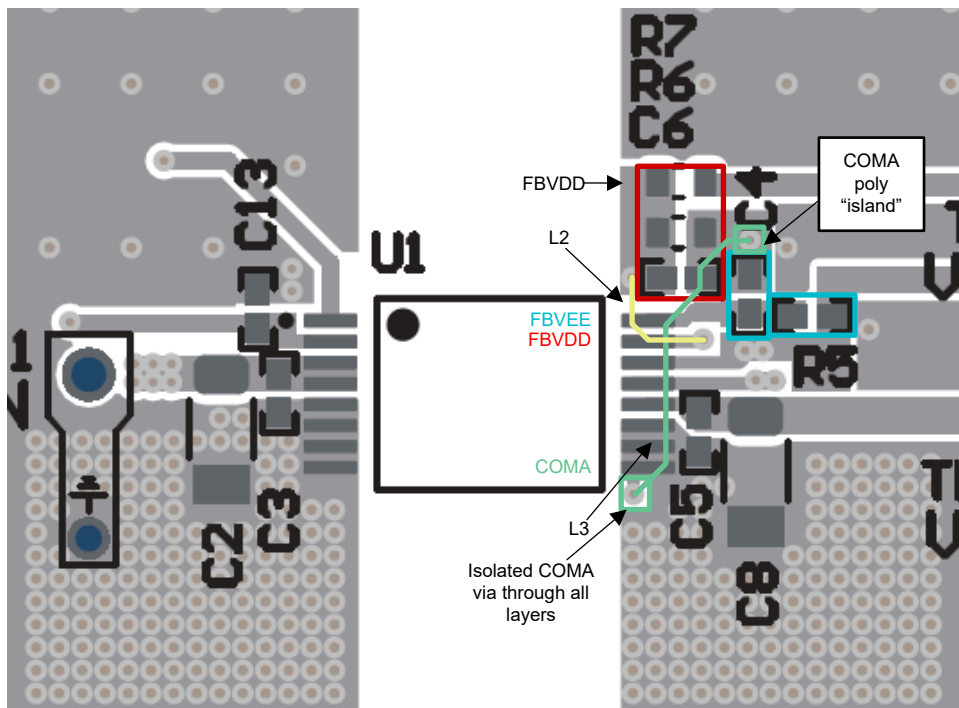 R7
R6
C6
FBVDD
COMA
poly
“island”
C4
C13
U1
L2
FBVEE
FBVDD
COMA
1
R5
C3
C2
C5
C8
L3
Isolated COMA
via through all
layers